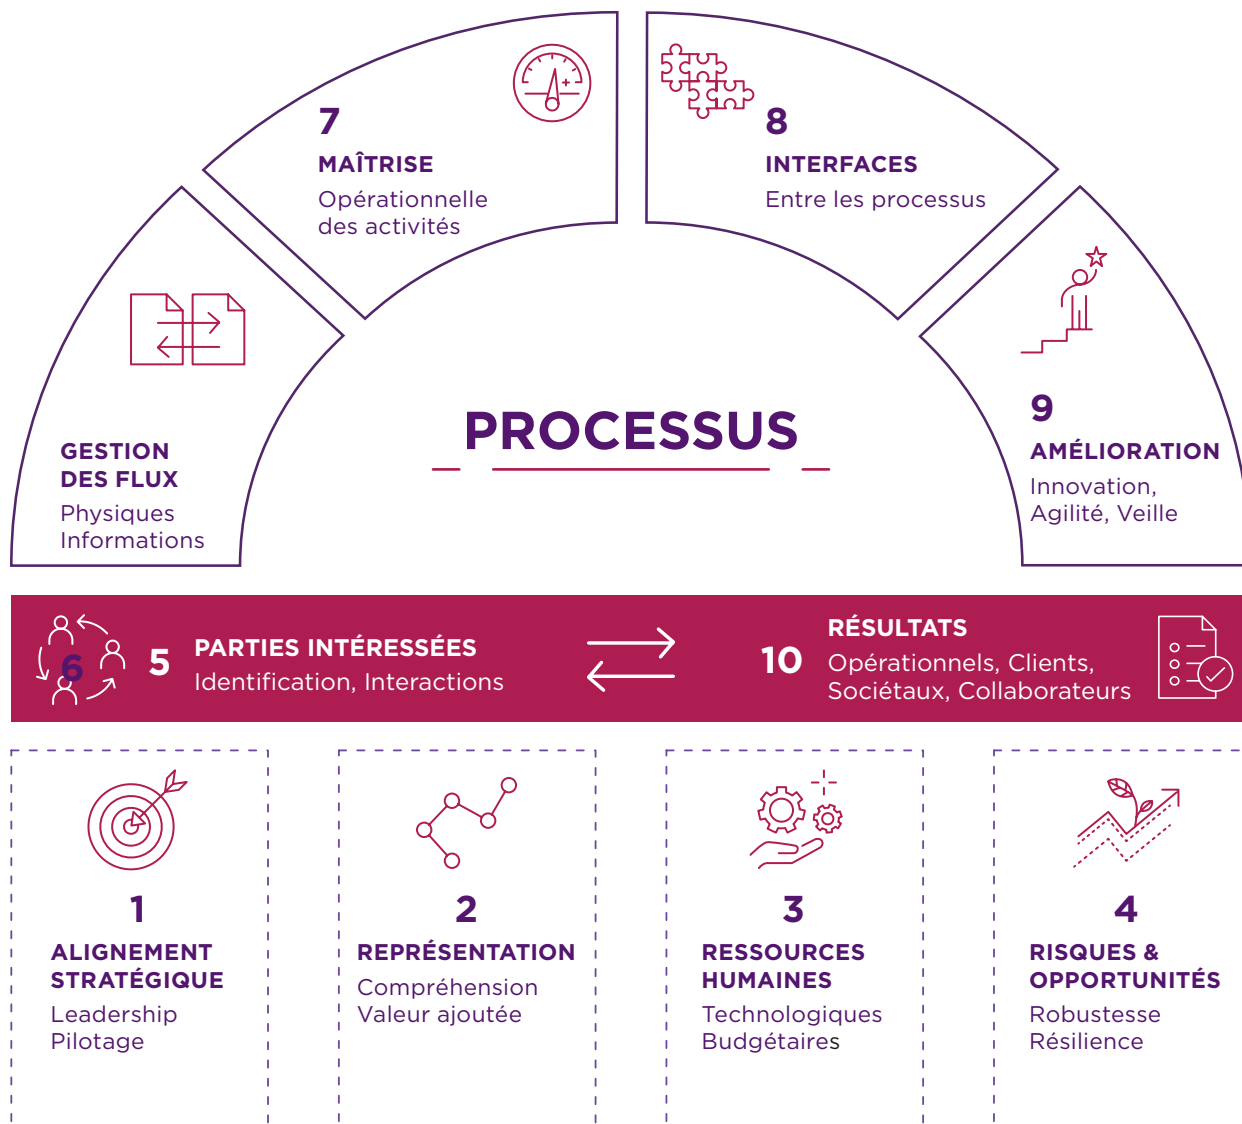 7
MAÎTRISE
Opérationnelle
des activités
8
INTERFACES
Entre les processus
GESTION
DES FLUX
Physiques
Informations
PROCESSUS
9
AMÉLIORATION
Innovation,
Agilité, Veille
6
5
PARTIES INTÉRESSÉES
Identification, Interactions
10
RÉSULTATS
Opérationnels, Clients,
Sociétaux, Collaborateurs
1
ALIGNEMENT
STRATÉGIQUE
Leadership
Pilotage
2
REPRÉSENTATION
Compréhension
Valeur ajoutée
3
RESSOURCES
HUMAINES
Technologiques
Budgétaires
4
RISQUES &
OPPORTUNITÉS
Robustesse
Résilience